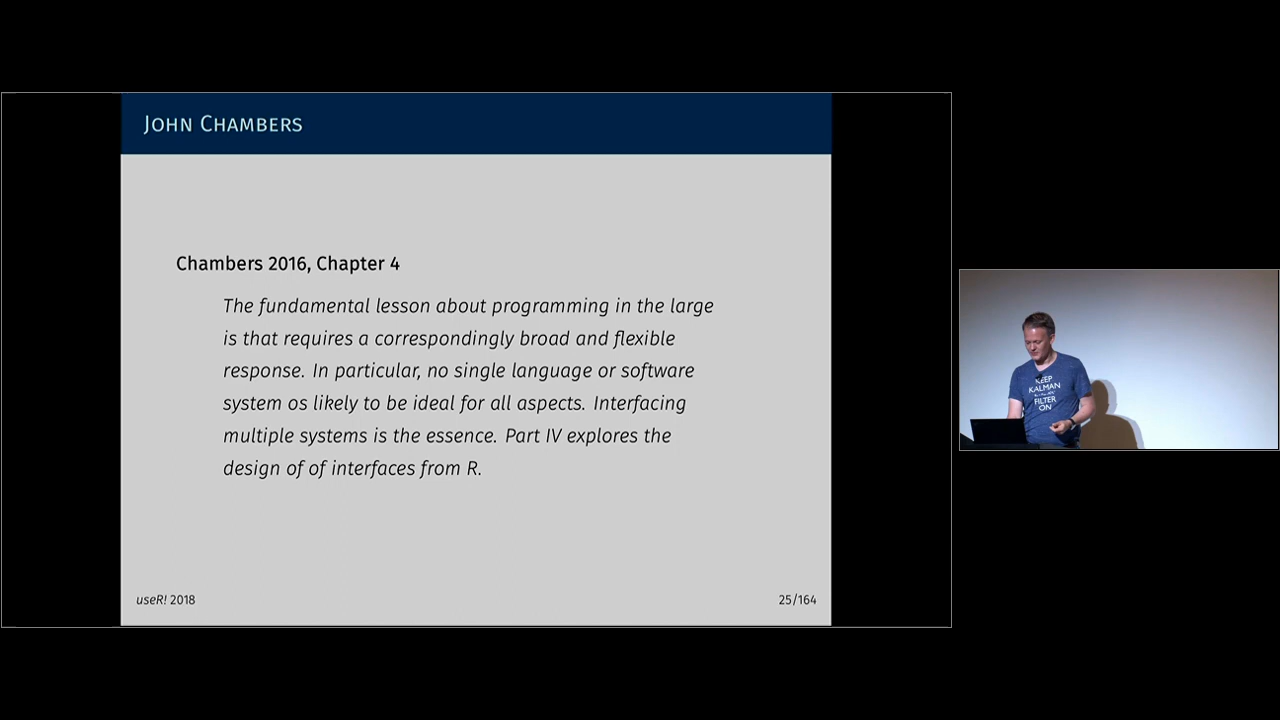 John Chambers
Chambers 2016, Chapter 4
The fundamental lesson about programming in the large
is that requires a correspondingly broad and flexible
response. In particular, no single language or software
system os likely to be ideal for all aspects. Interfacing
multiple systems is the essence. Part IV explores the
design of of interfaces from R.
useR! 2018
25/164
KEEP
KALMAN
FILTER
ON